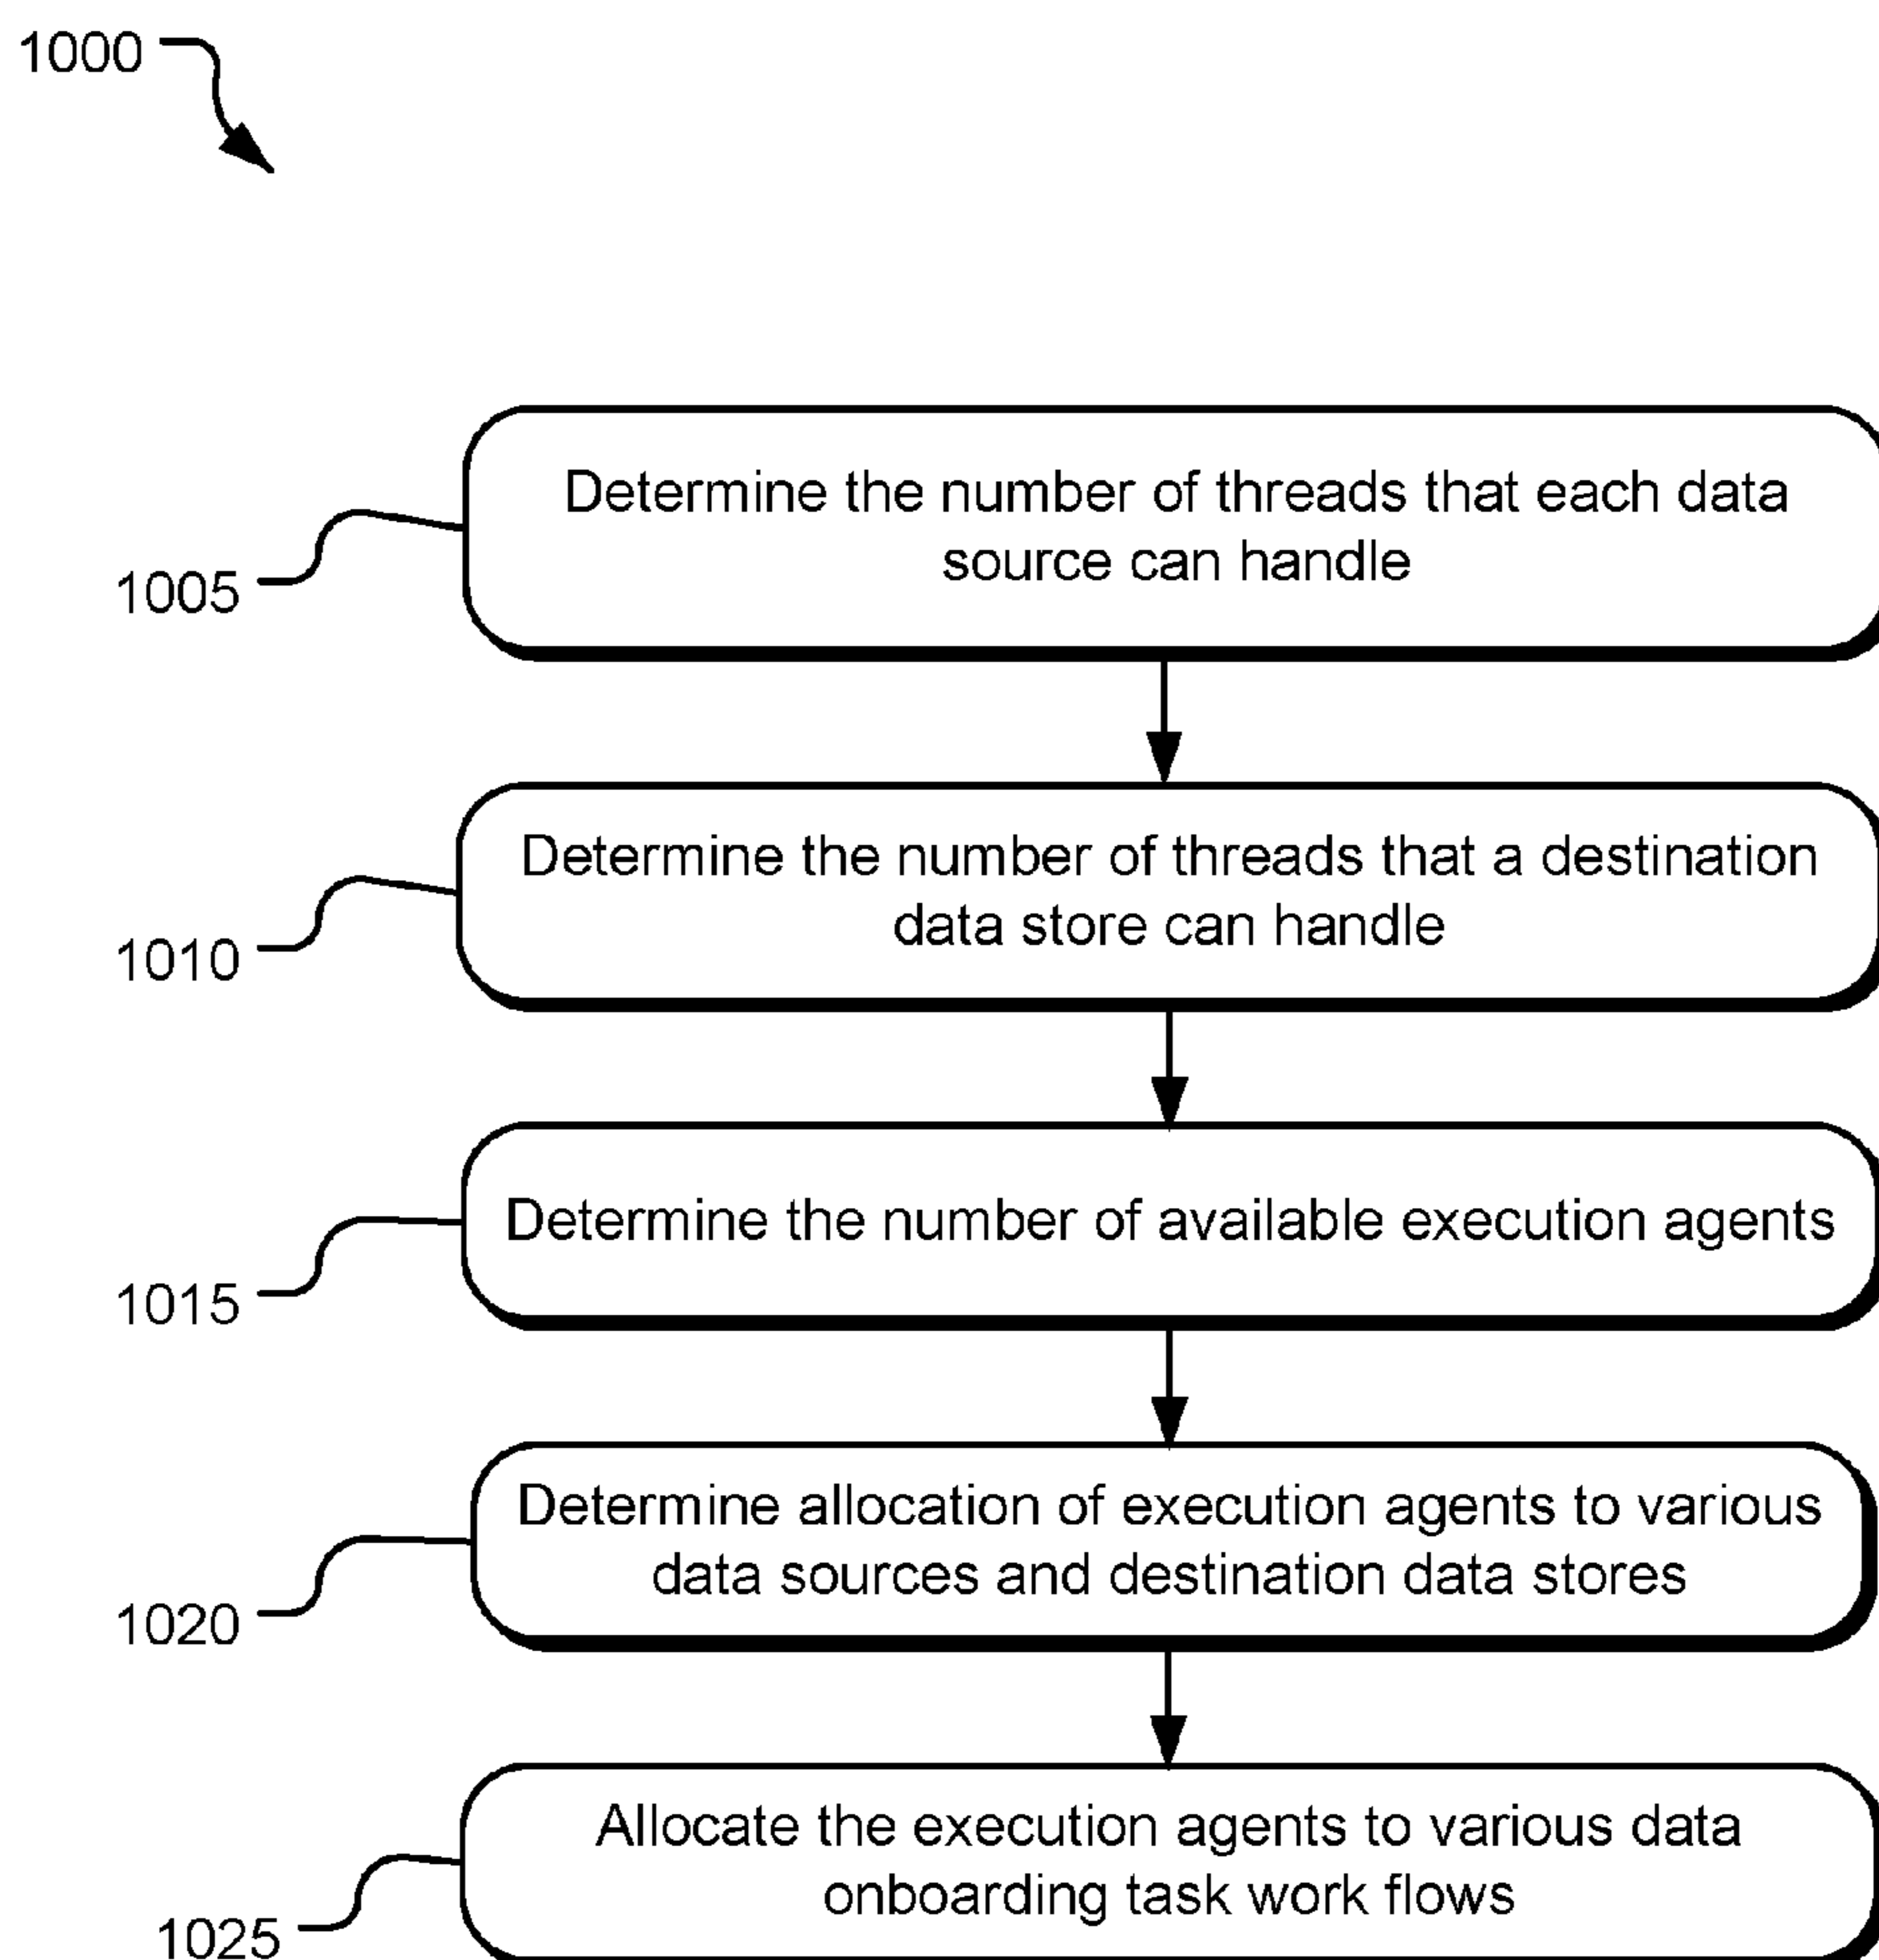 1000
Determine the number of threads that each data
source can handle
1005
Determine the number of threads that a destination
data store can handle
1010
Determine the number of available execution agents
1015
Determine allocation of execution agents to various
data sources and destination data stores
1020
Allocate the execution agents to various data
onboarding task work flows
1025